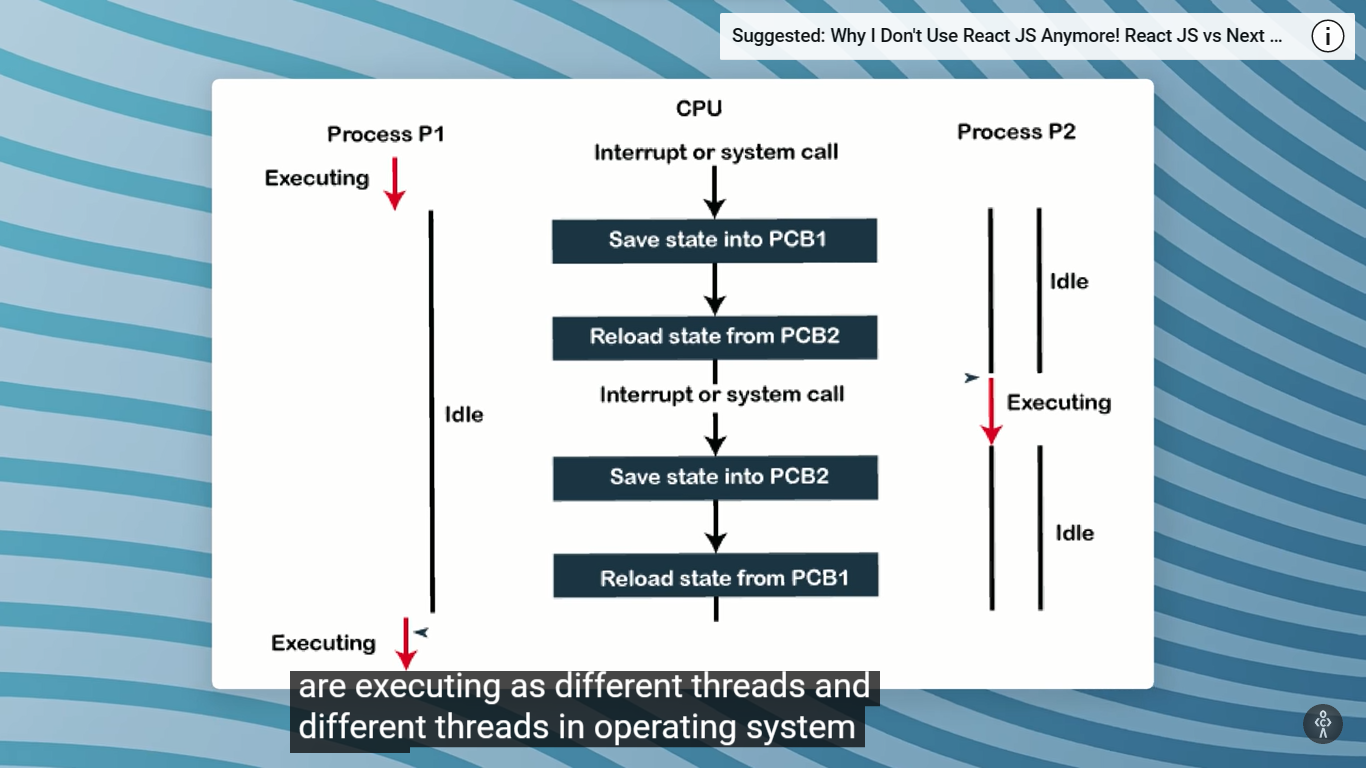 Suggested: Why I Don't Use React JS Anymore! React JS vs Next ...
CPU
Process P1
Process P2
Interrupt or system call
Executing
Save state into PCB1
Idle
Reload state from PCB2
Interrupt or system call
Executing
Idle
Save state into PCB2
Idle
Reload state from PCB1
Executing
are executing as different threads and
different threads in operating system